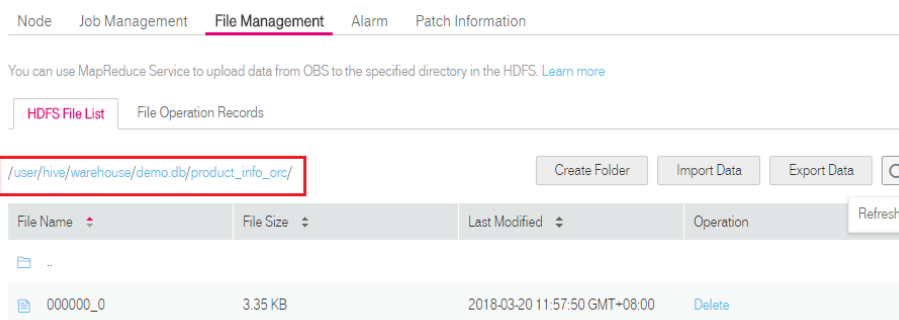 Node Job Management File Management Alarm Patch Information
You can use MapReduce Service to upload data from OBS to the specified directory in the HDFS. Learn more
HDFS File List File Operation Records
/user/hive/warehouse/demo.db/product_info_orc/ Create Folder Import Data Export Data
Refresh
File Name File Size Last Modified Operation
..
000000_0 3.35 KB 2018-03-20 11:57:50 GMT+08:00 Delete